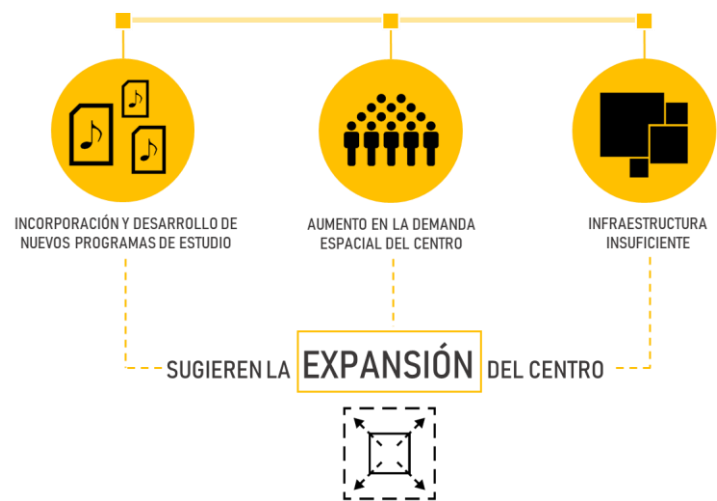 INCORPORACIÓN Y DESARROLLO DE
NUEVOS PROGRAMAS DE ESTUDIO
AUMENTO EN LA DEMANDA
ESPACIAL DEL CENTRO
INFRAESTRUCTURA
INSUFICIENTE
SUGIEREN LA EXPANSIÓN DEL CENTRO